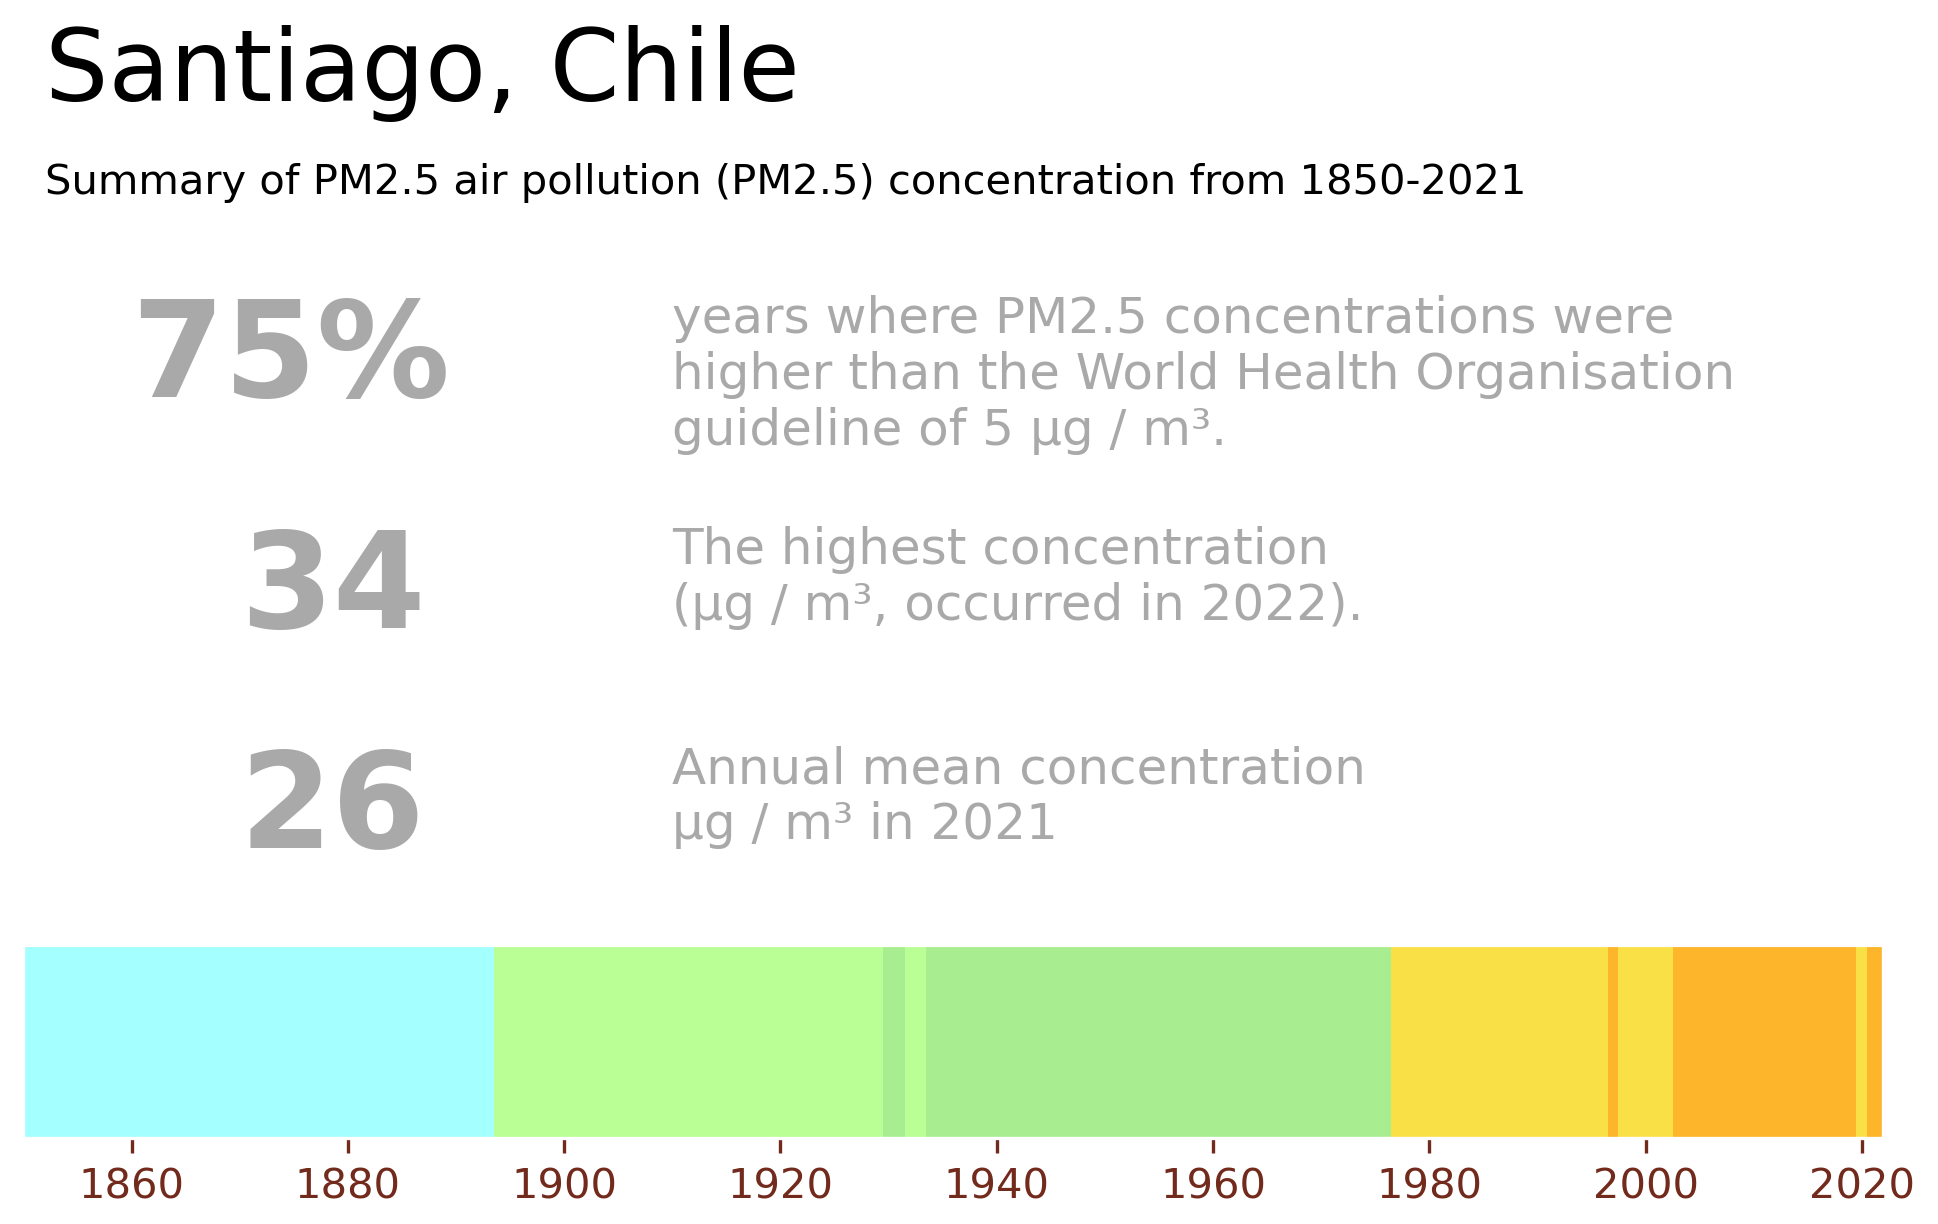 Santiago, Chile
Summary of PM2.5 air pollution (PM2.5) concentration from 1850-2021
75%
years where PM2.5 concentrations were
higher than the World Health Organisation
guideline of 5 µg / m³.
34
The highest concentration
(µg / m³, occurred in 2022).
26
Annual mean concentration
µg / m³ in 2021
1860 1880 1900 1920 1940 1960 1980 2000 2020